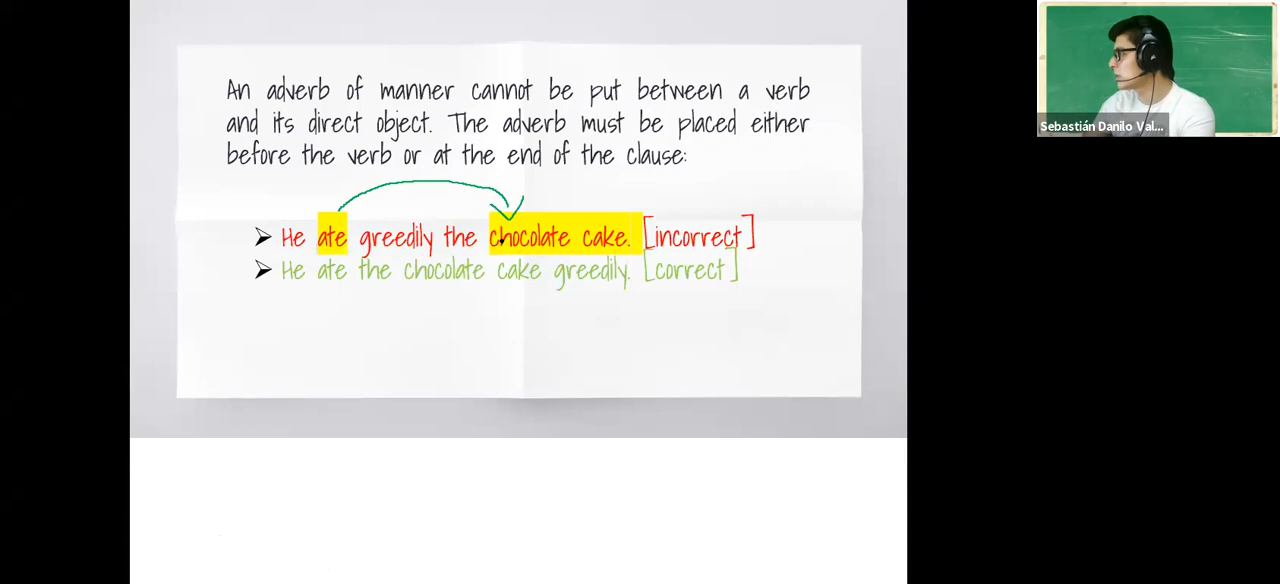 An adverb of manner cannot be put between a verb
and its direct object. The adverb must be placed either
before the verb or at the end of the clause:
He ate greedily the chocolate cake. [incorrect]
He ate the chocolate cake greedily. [correct]
Sebastián Danilo Val...